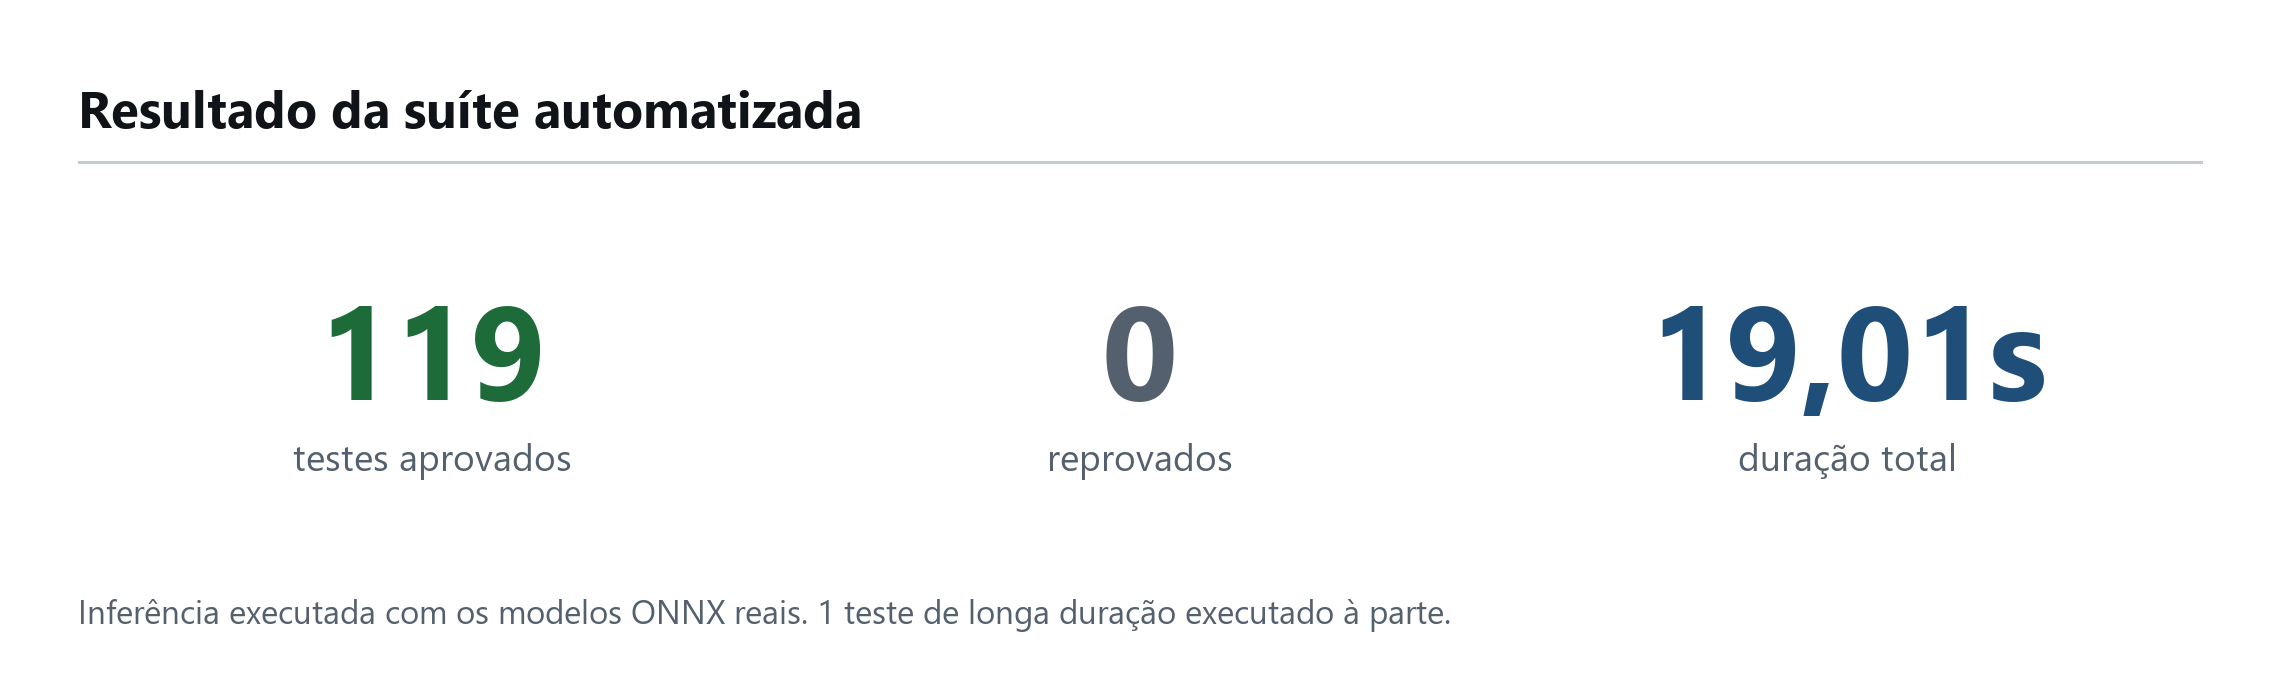 Resultado da suíte automatizada
119
testes aprovados
0
reprovados
19,01s
duração total
Inferência executada com os modelos ONNX reais. 1 teste de longa duração executado à parte.